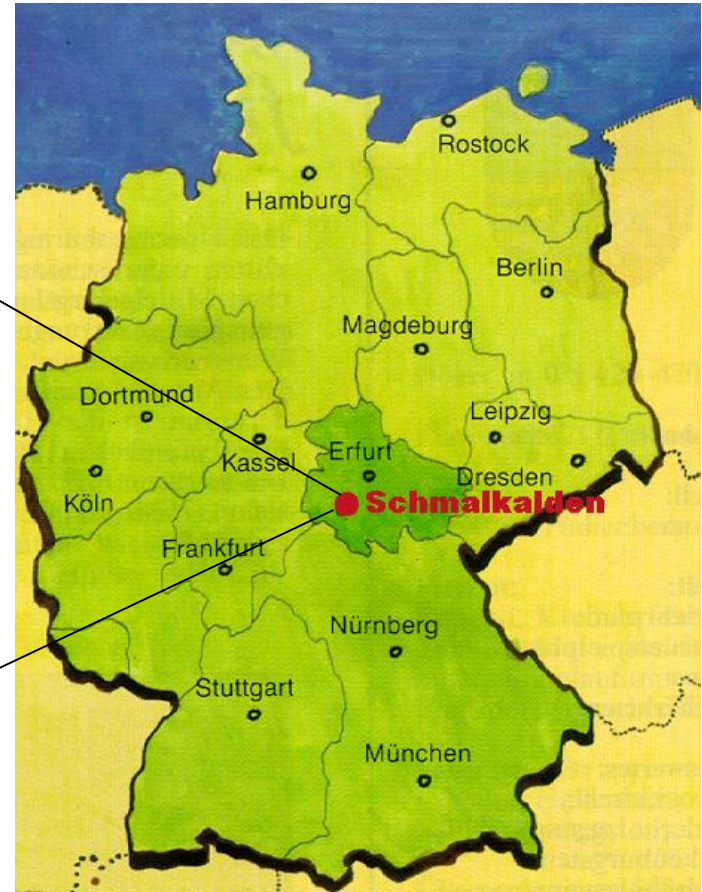 Rostock
Hamburg
Berlin
Magdeburg
Dortmund
Leipzig
Kassel
Erfurt
Dresden
Köln
Schmalkalden
Frankfurt
Nürnberg
Stuttgart
München